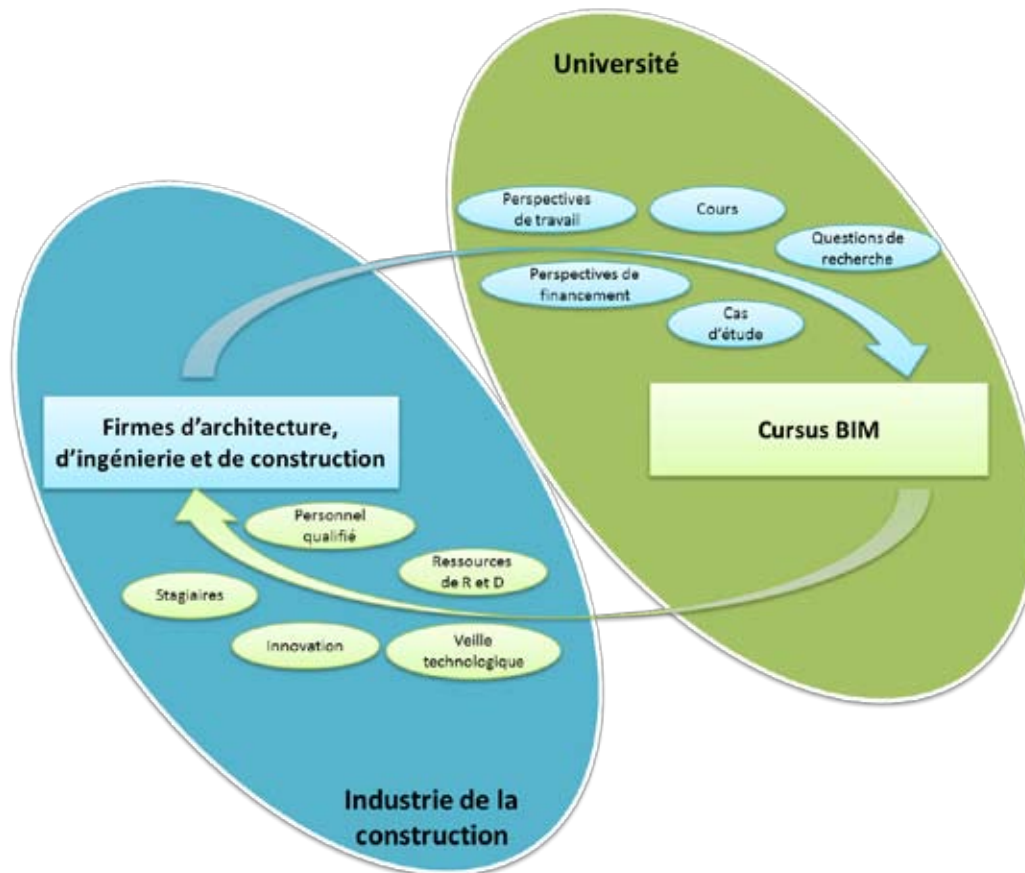 Université
Perspectives
de travail
Cours
Questions de
recherche
Perspectives de
financement
Cas
d'étude
Firmes d'architecture,
d'ingénierie et de construction
Cursus BIM
Personnel
qualifié
Ressources
de R et D
Stagiaires
Innovation
Veille
technologique
Industrie de la
construction